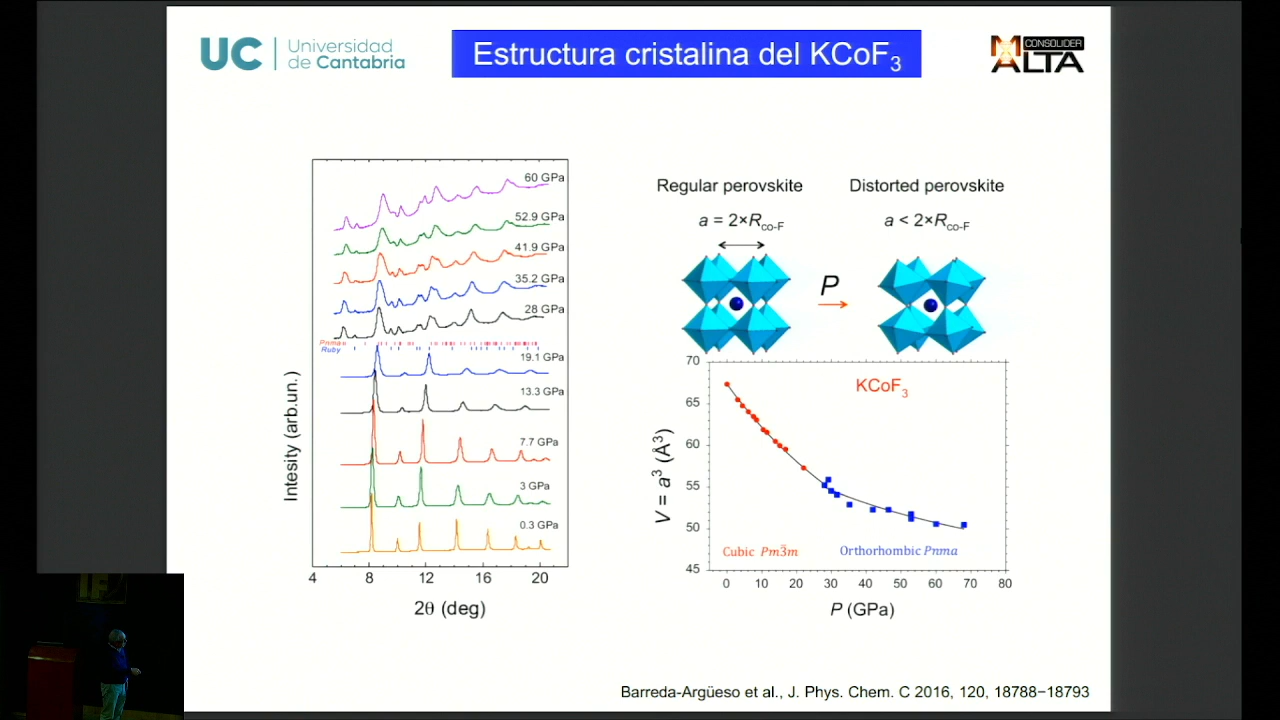 UC Universidad de Cantabria
Estructura cristalina del KCoF3
CONSOLIDER
MALTA
60 GPa
52.9 GPa
41.9 GPa
35.2 GPa
28 GPa
Pnma
Ruby
19.1 GPa
13.3 GPa
7.7 GPa
3 GPa
0.3 GPa
Intesity (arb.un.)
4 8 12 16 20
2θ (deg)
Regular perovskite
Distorted perovskite
a = 2×Rco-F
a < 2×Rco-F
P
KCoF3
70
65
60
55
50
45
V = a³ (Å³)
Cubic Pm3̄m
Orthorhombic Pnma
0 10 20 30 40 50 60 70 80
P (GPa)
Barreda-Argüeso et al., J. Phys. Chem. C 2016, 120, 18788−18793